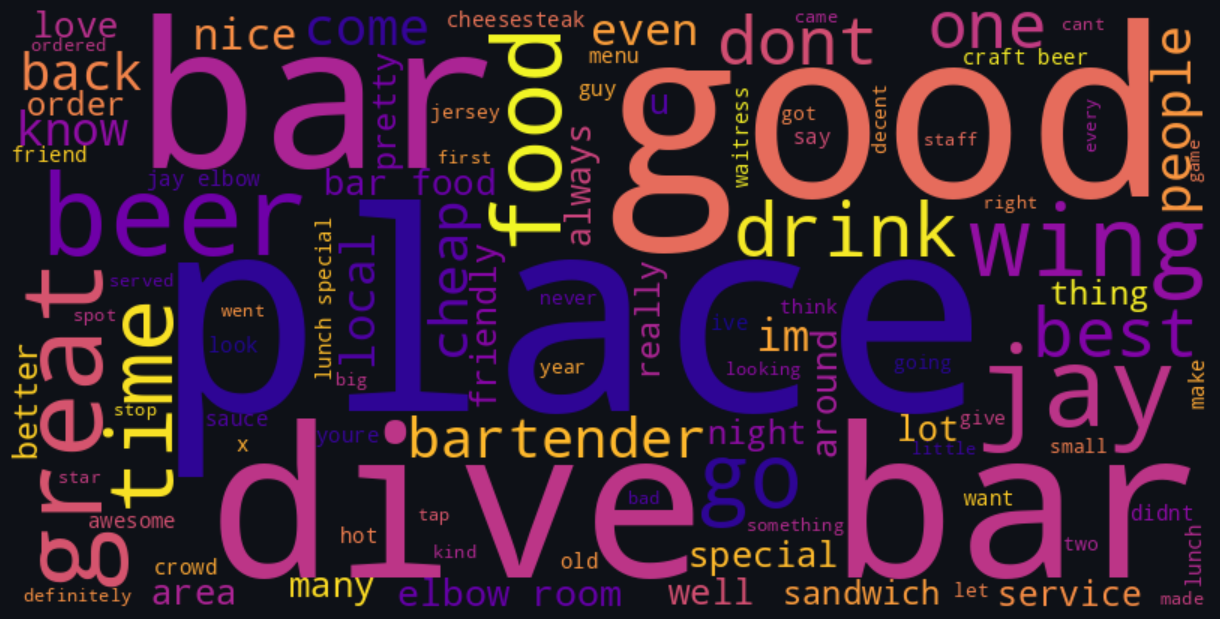 love
ordered
nice
come
cheesesteak
even
menu
dont
came
one
cant
craft beer
people
game
back
order
know
friend
bar
pretty
jersey
first
food
guy
always
u
good
waitress
got
say
decent
staff
every
jay elbow
bar food
beer
right
drink
wing
thing
best
great
served
spot
time
place
went
look
lunch special
local
cheap
friendly
never
year
really
ive
im
think
looking
around
going
jay
make
better
stop
sauce
x
big
youre
bartender
night
lot
give
little
small
star
awesome
dive bar
go
bad
want
something
didnt
two
lunch
hot
tap
kind
old
special
crowd
definitely
area
many
elbow room
well
sandwich
let
service
made